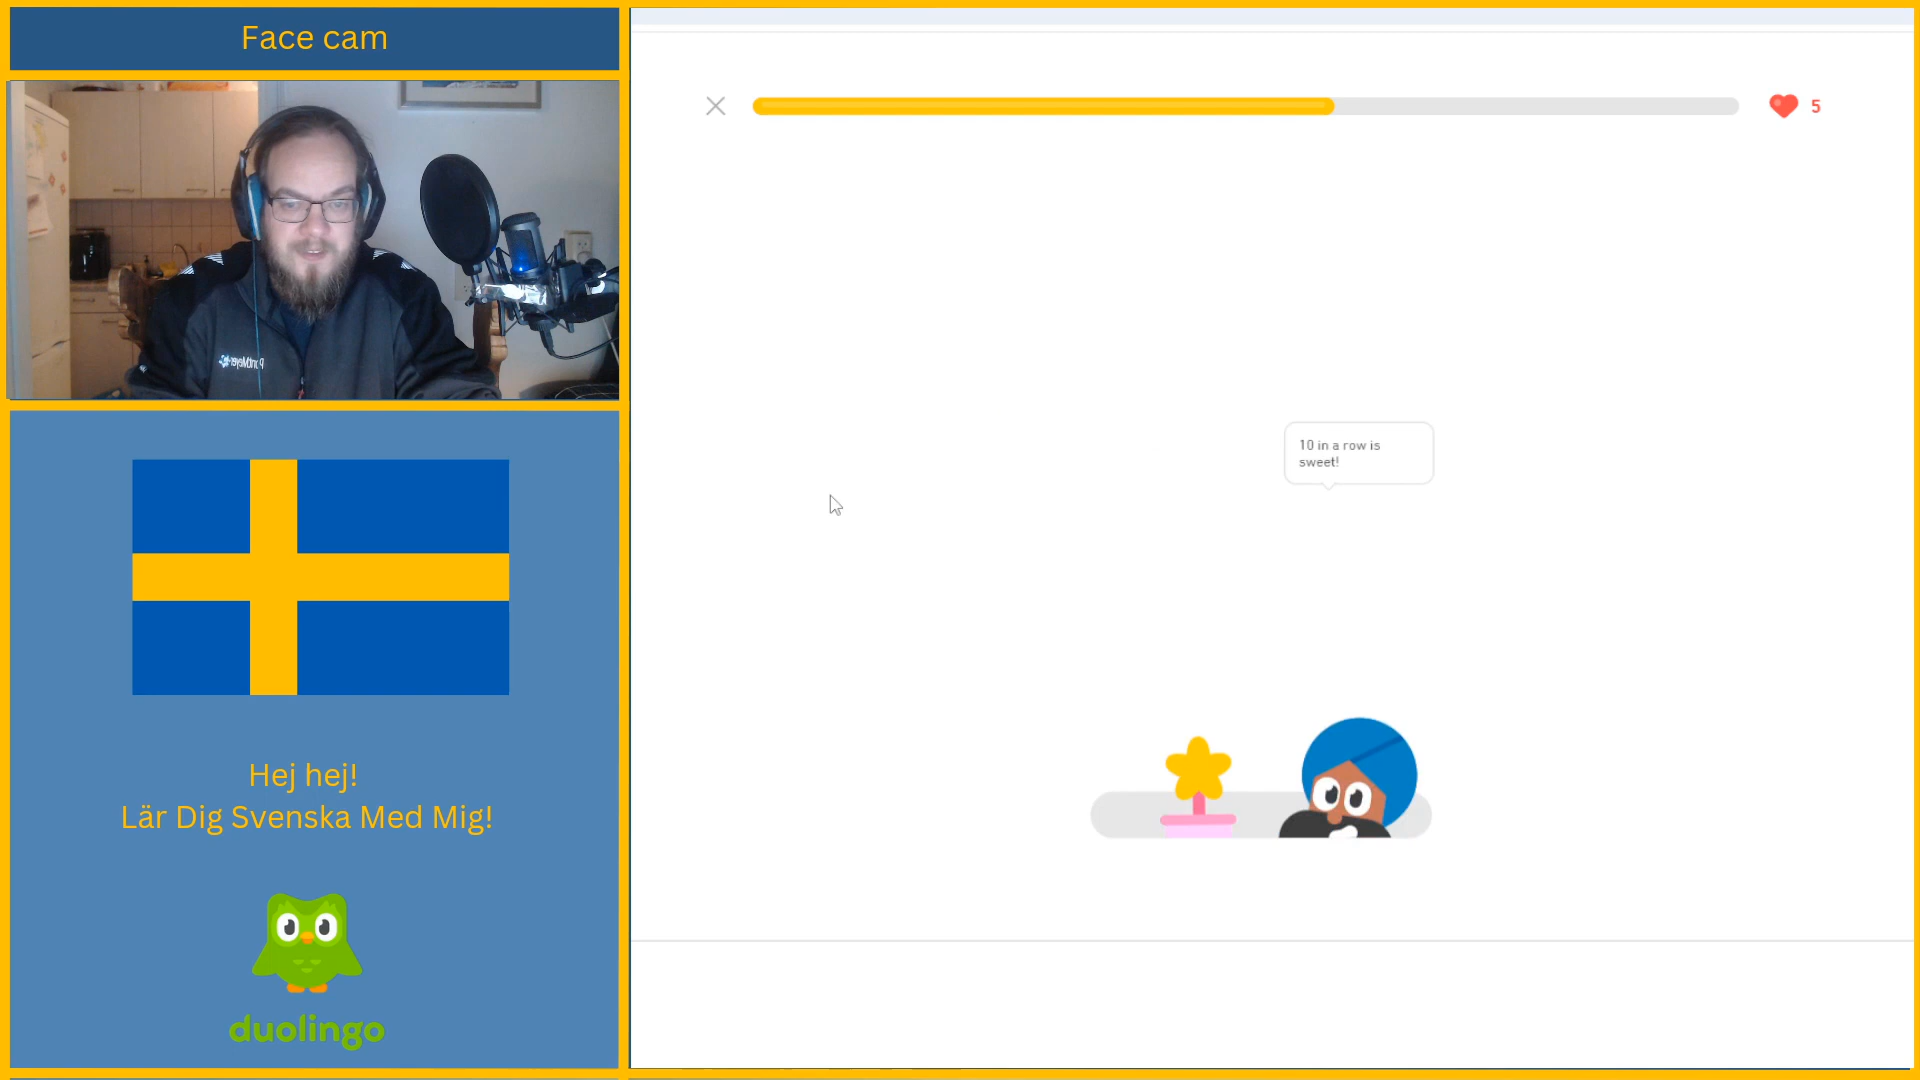 Face cam
5
10 in a row is
sweet!
Hej hej!
Lär Dig Svenska Med Mig!
duolingo